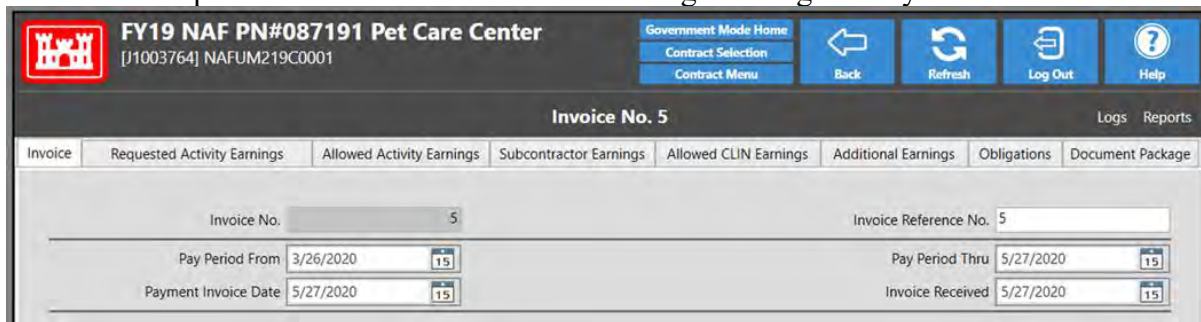 FY19 NAF PN#087191 Pet Care Center
[J1003764] NAFUM219C0001
Government Mode Home
Contract Selection
Contract Menu
Back
Refresh
Log Out
Help
Invoice No. 5
Logs Reports
Invoice Requested Activity Earnings Allowed Activity Earnings Subcontractor Earnings Allowed CLIN Earnings Additional Earnings Obligations Document Package
Invoice No. 5 Invoice Reference No. 5
Pay Period From 3/26/2020 15 Pay Period Thru 5/27/2020 15
Payment Invoice Date 5/27/2020 15 Invoice Received 5/27/2020 15